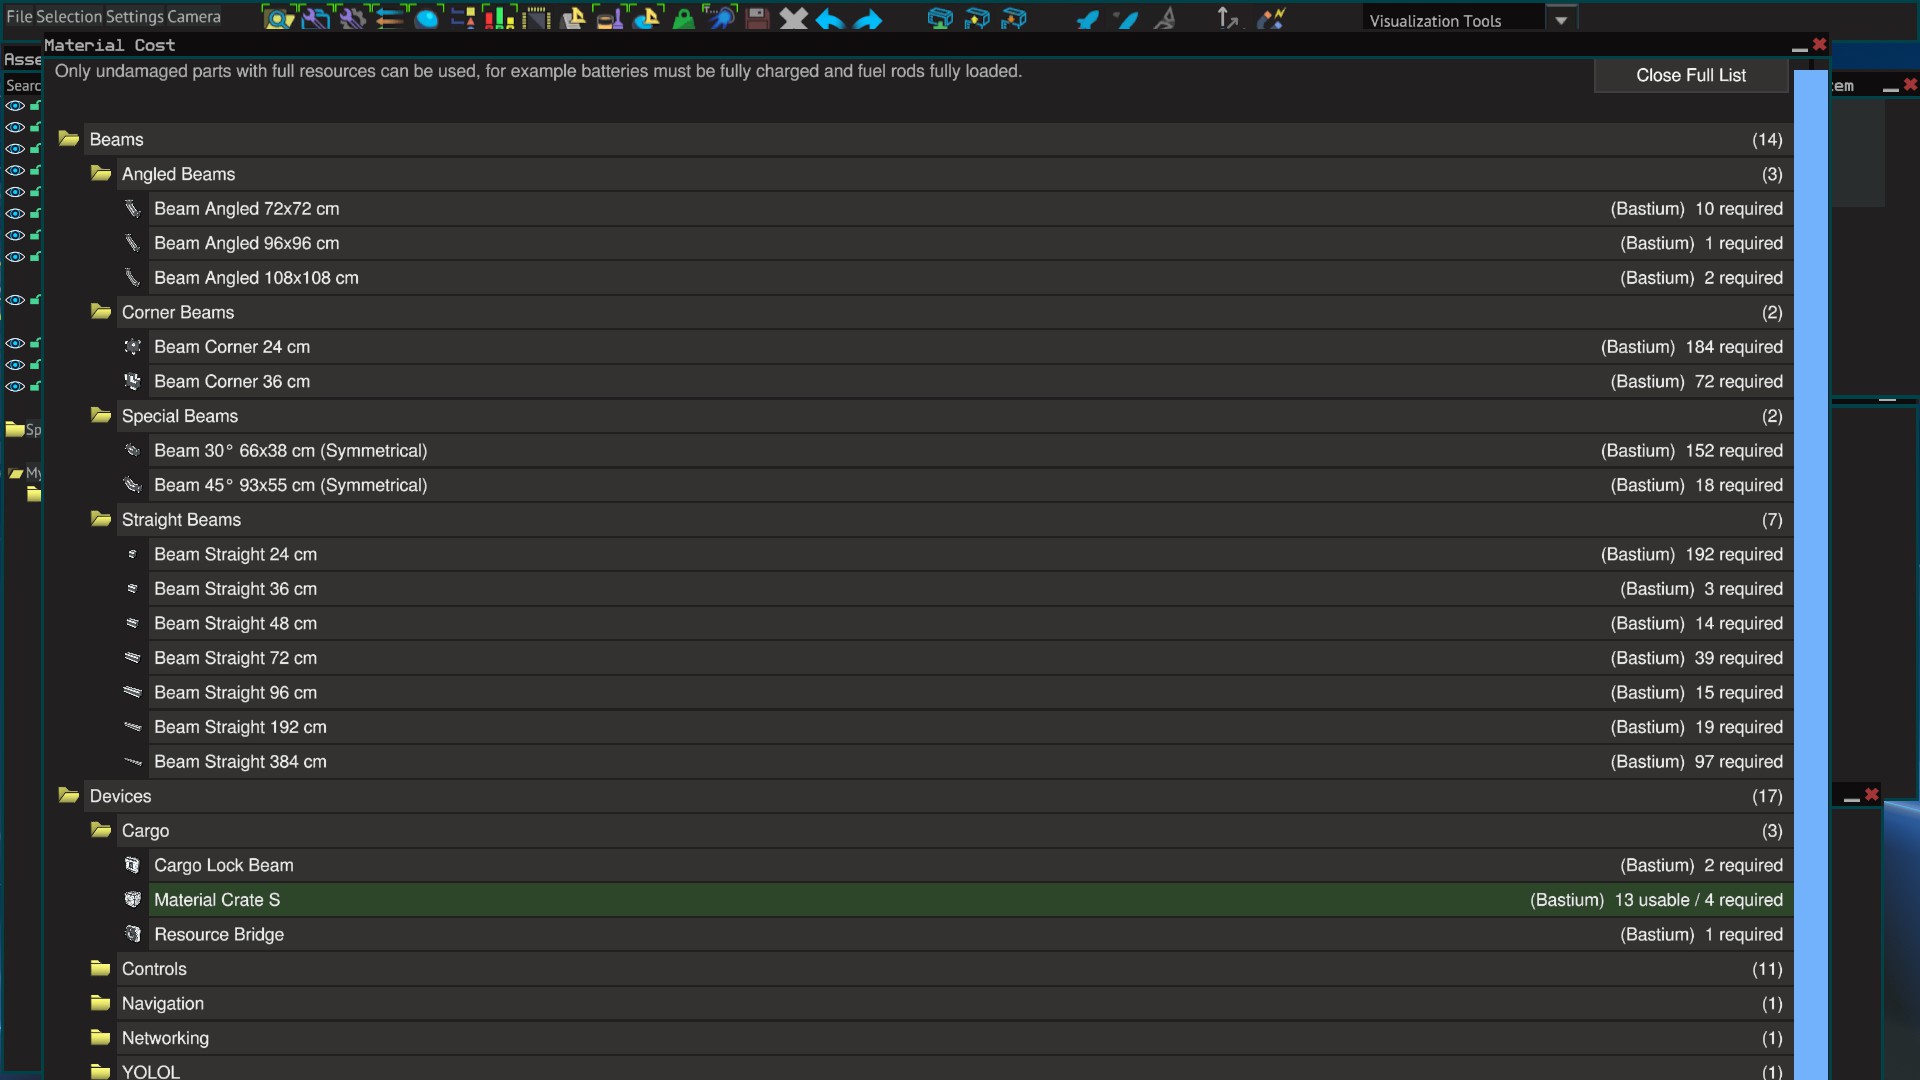 File Selection Settings Camera
Visualization Tools
Material Cost
Asse
Only undamaged parts with full resources can be used, for example batteries must be fully charged and fuel rods fully loaded.
Close Full List
Searc
em
Beams (14)
Angled Beams (3)
Beam Angled 72x72 cm (Bastium) 10 required
Beam Angled 96x96 cm (Bastium) 1 required
Beam Angled 108x108 cm (Bastium) 2 required
Corner Beams (2)
Beam Corner 24 cm (Bastium) 184 required
Beam Corner 36 cm (Bastium) 72 required
Special Beams (2)
Sp
Beam 30° 66x38 cm (Symmetrical) (Bastium) 152 required
My
Beam 45° 93x55 cm (Symmetrical) (Bastium) 18 required
Straight Beams (7)
Beam Straight 24 cm (Bastium) 192 required
Beam Straight 36 cm (Bastium) 3 required
Beam Straight 48 cm (Bastium) 14 required
Beam Straight 72 cm (Bastium) 39 required
Beam Straight 96 cm (Bastium) 15 required
Beam Straight 192 cm (Bastium) 19 required
Beam Straight 384 cm (Bastium) 97 required
Devices (17)
Cargo (3)
Cargo Lock Beam (Bastium) 2 required
Material Crate S (Bastium) 13 usable / 4 required
Resource Bridge (Bastium) 1 required
Controls (11)
Navigation (1)
Networking (1)
YOLOL (1)